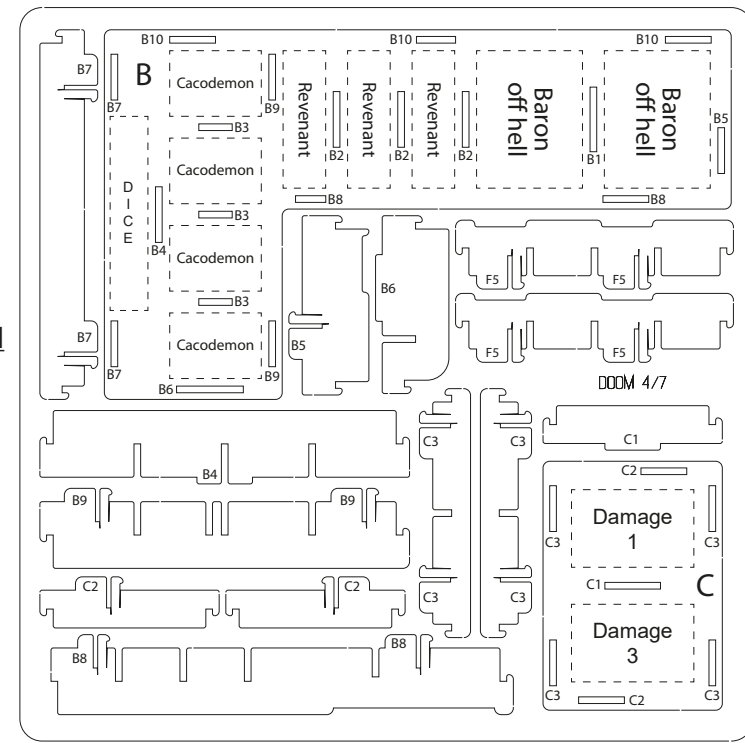 B10
B10
B10
B7
B
B7
Cacodemon
B9
Revenant
B2
Revenant
B2
Revenant
B2
Baron
off hell
B1
Baron
off hell
B5
B3
DICE
B4
Cacodemon
B8
B8
B3
Cacodemon
B3
B7
B7
Cacodemon
B9
B6
B5
B6
F5
F5
F5
F5
DOOM 4/7
B4
C3
C3
C1
C2
B9
B9
C3
Damage
1
C3
C1
C
C2
C2
C3
C3
Damage
3
B8
B8
C3
C3
C2